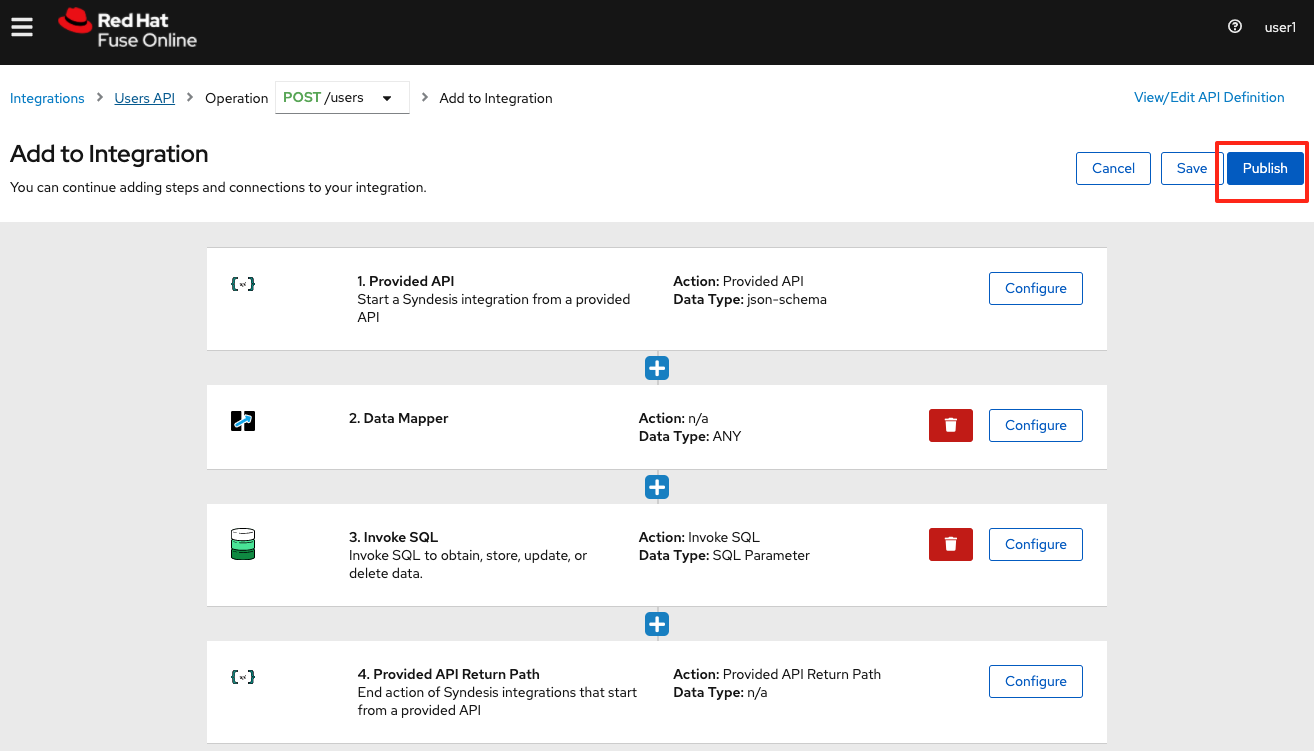 Red Hat
Fuse Online
user1
Integrations > Users API > Operation POST /users > Add to Integration
View/Edit API Definition
Add to Integration
You can continue adding steps and connections to your integration.
Cancel
Save
Publish
1. Provided API
Start a Syndesis integration from a provided
API
Action: Provided API
Data Type: json-schema
Configure
2. Data Mapper
Action: n/a
Data Type: ANY
Configure
3. Invoke SQL
Invoke SQL to obtain, store, update, or
delete data.
Action: Invoke SQL
Data Type: SQL Parameter
Configure
4. Provided API Return Path
End action of Syndesis integrations that start
from a provided API
Action: Provided API Return Path
Data Type: n/a
Configure